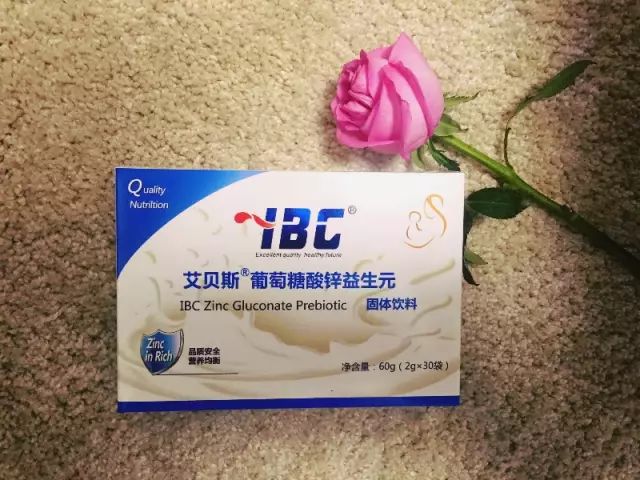 Quality
Nutrition
IBC®
Excellent quality healthy future
艾贝斯®葡萄糖酸锌益生元
IBC Zinc Gluconate Prebiotic 固体饮料
Zinc
in Rich
品质安全
营养均衡
净含量：60g（2g×30袋）